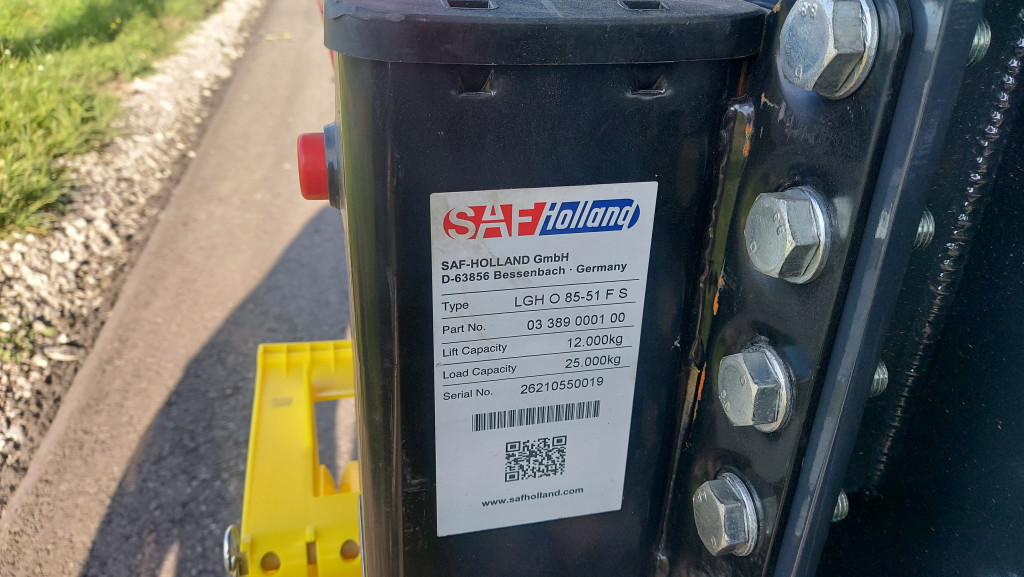 SAF Holland
SAF-HOLLAND GmbH
D-63856 Bessenbach · Germany
Type LGH O 85-51 F S
Part No. 03 389 0001 00
Lift Capacity 12.000kg
Load Capacity 25.000kg
Serial No. 26210550019
www.safholland.com